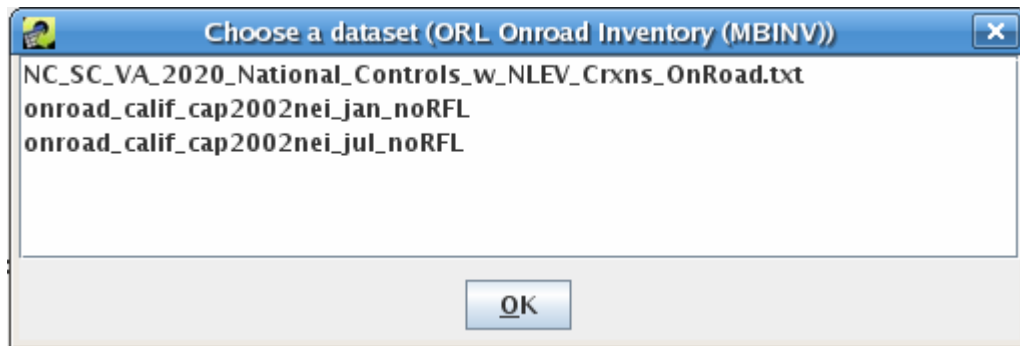 Choose a dataset (ORL Onroad Inventory (MBINV))
NC_SC_VA_2020_National_Controls_w_NLEV_Crxns_OnRoad.txt
onroad_calif_cap2002nei_jan_noRFL
onroad_calif_cap2002nei_jul_noRFL
OK